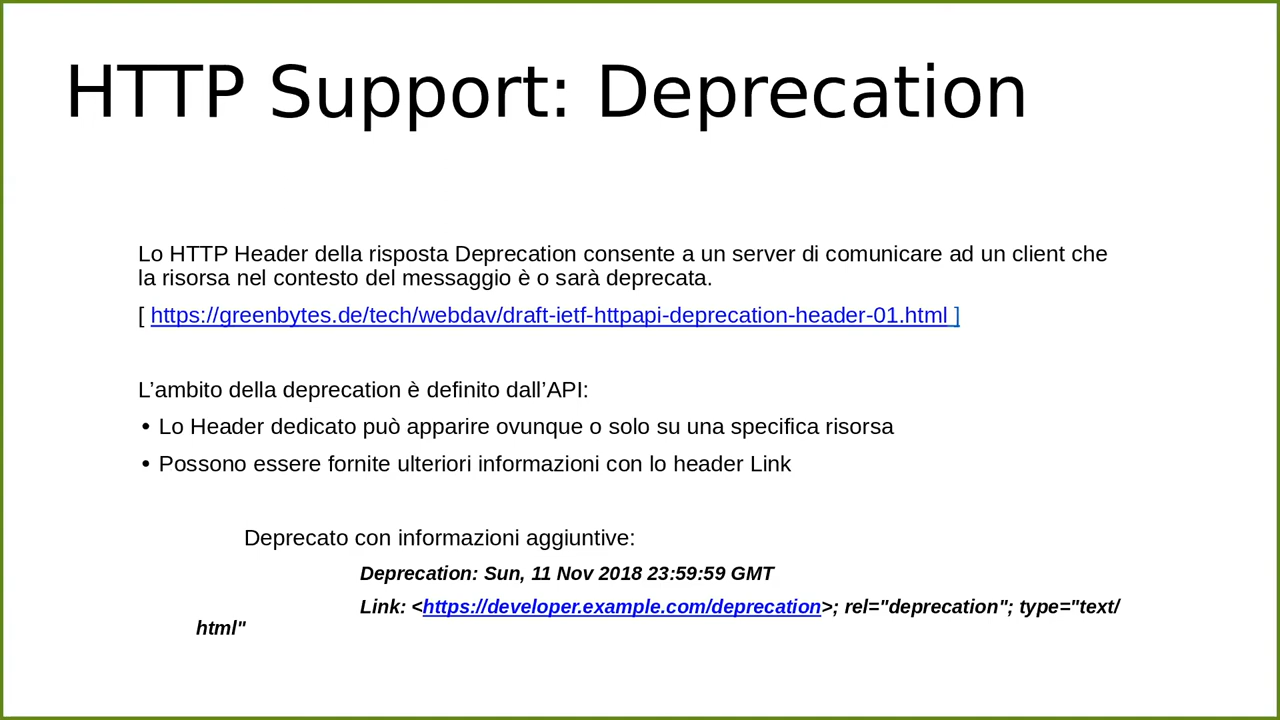 HTTP Support: Deprecation
Lo HTTP Header della risposta Deprecation consente a un server di comunicare ad un client che
la risorsa nel contesto del messaggio è o sarà deprecata.
[ https://greenbytes.de/tech/webdav/draft-ietf-httpapi-deprecation-header-01.html ]
L’ambito della deprecation è definito dall’API:
• Lo Header dedicato può apparire ovunque o solo su una specifica risorsa
• Possono essere fornite ulteriori informazioni con lo header Link
Deprecato con informazioni aggiuntive:
Deprecation: Sun, 11 Nov 2018 23:59:59 GMT
Link: <https://developer.example.com/deprecation>; rel="deprecation"; type="text/
html"